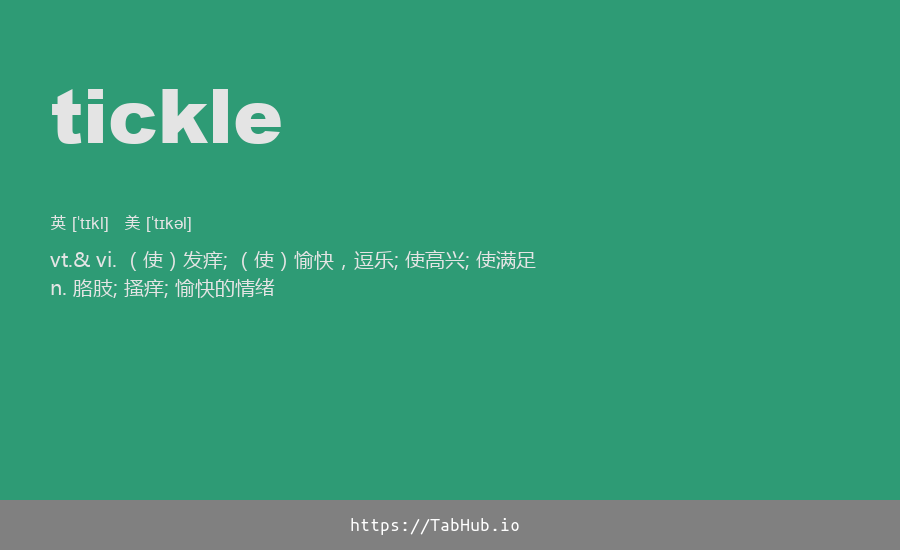 tickle
英 [ˈtɪkl] 美 [ˈtɪkəl]
vt.& vi. （使）发痒; （使）愉快，逗乐; 使高兴; 使满足
n. 胳肢; 搔痒; 愉快的情绪
https://TabHub.io